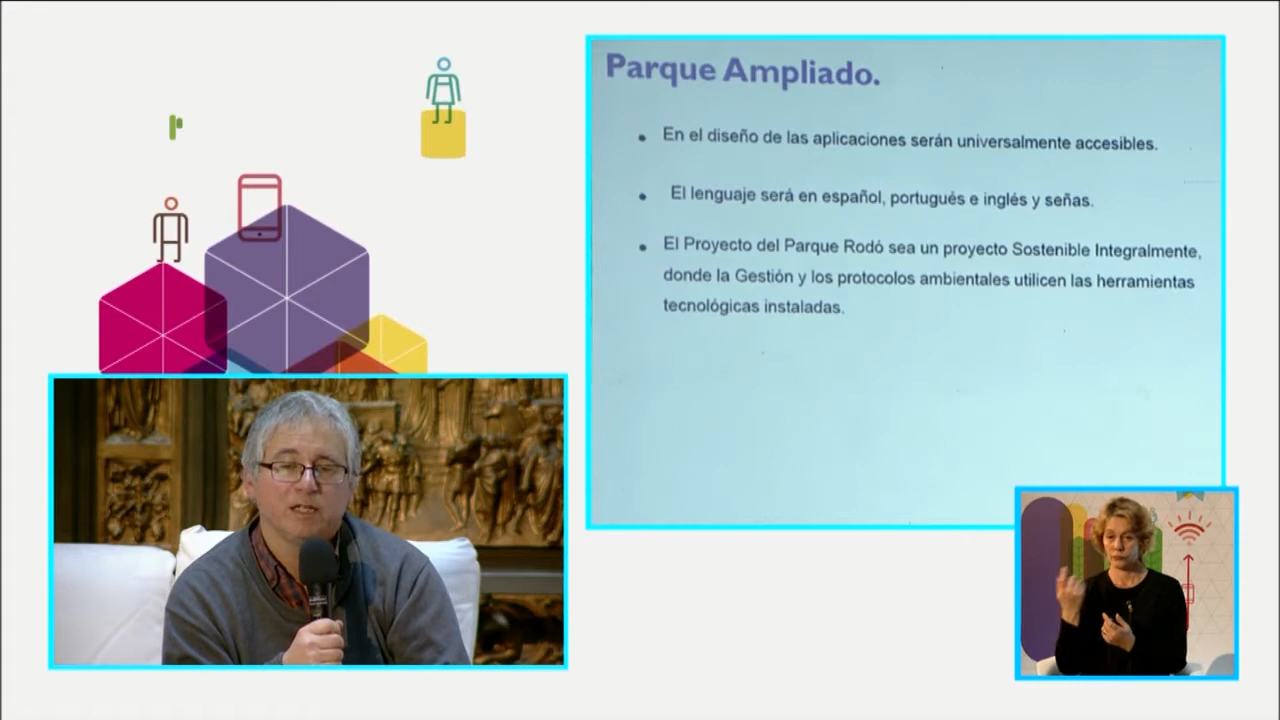 Parque Ampliado.
En el diseño de las aplicaciones serán universalmente accesibles.
El lenguaje será en español, portugués e inglés y señas.
El Proyecto del Parque Rodó sea un proyecto Sostenible Integralmente,
donde la Gestión y los protocolos ambientales utilicen las herramientas
tecnológicas instaladas.